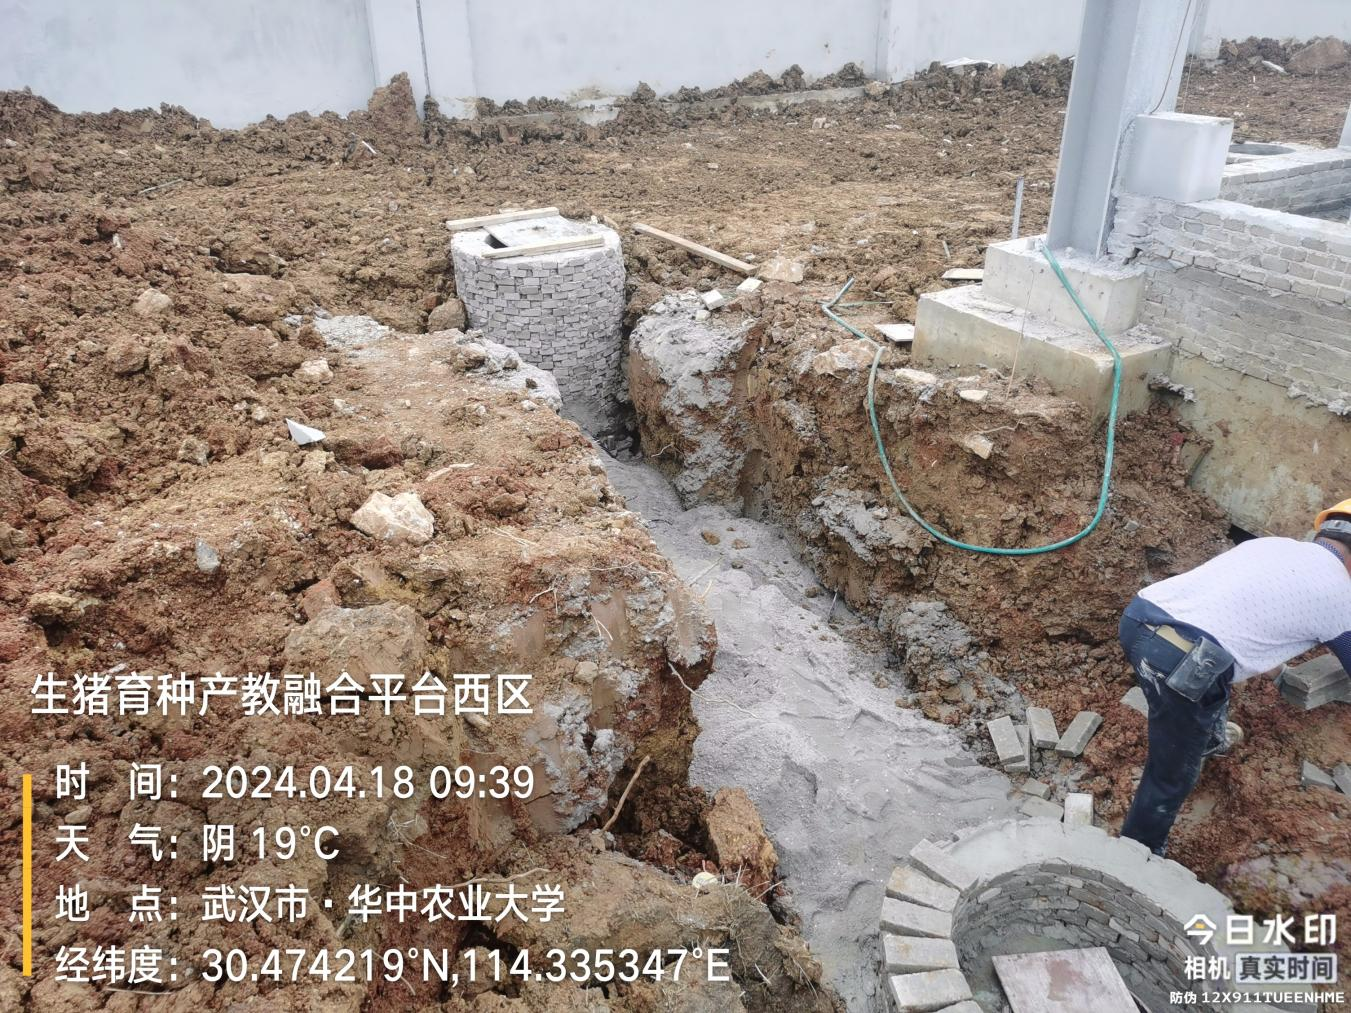 生猪育种产教融合平台西区
时 间：2024.04.18 09:39
天 气：阴 19°C
地 点：武汉市·华中农业大学
经纬度：30.474219°N,114.335347°E
今日水印
相机 真实时间
防伪 12X911TUEENHME